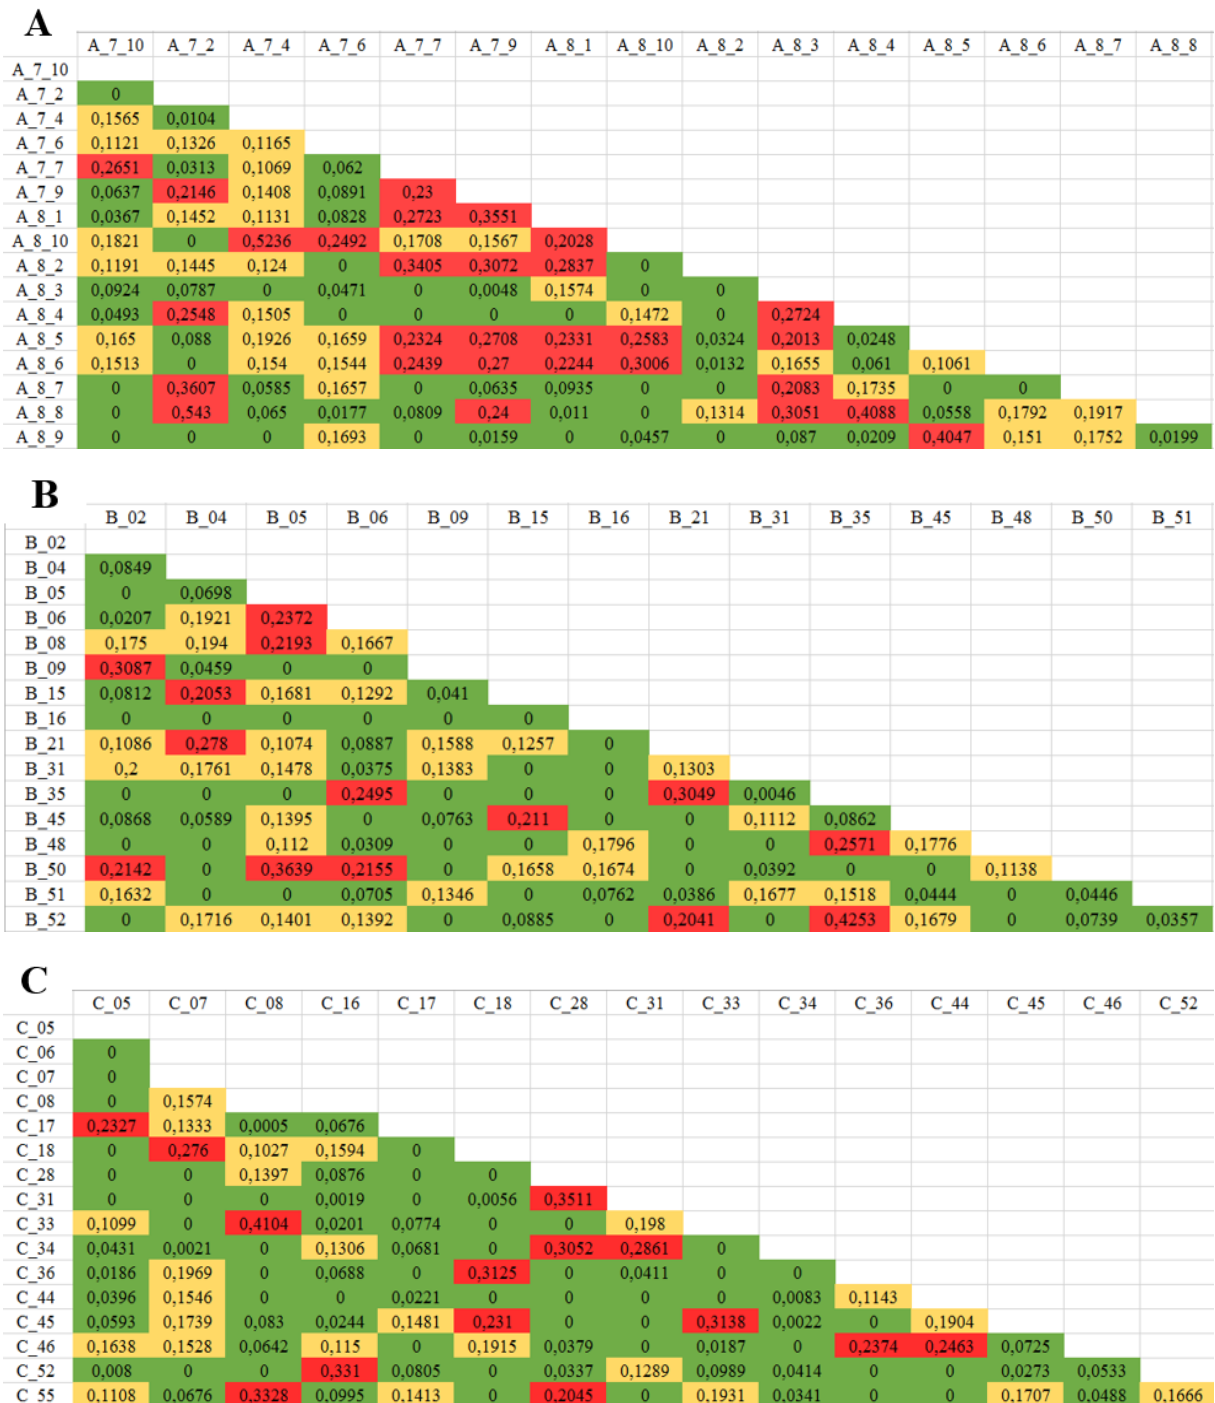 A
A_7_10 A_7_2 A_7_4 A_7_6 A_7_7 A_7_9 A_8_1 A_8_10 A_8_2 A_8_3 A_8_4 A_8_5 A_8_6 A_8_7 A_8_8
A_7_10
A_7_2 0
A_7_4 0,1565 0,0104
A_7_6 0,1121 0,1326 0,1165
A_7_7 0,2651 0,0313 0,1069 0,062
A_7_9 0,0637 0,2146 0,1408 0,0891 0,23
A_8_1 0,0367 0,1452 0,1131 0,0828 0,2723 0,3551
A_8_10 0,1821 0 0,5236 0,2492 0,1708 0,1567 0,2028
A_8_2 0,1191 0,1445 0,124 0 0,3405 0,3072 0,2837 0
A_8_3 0,0924 0,0787 0 0,0471 0 0,0048 0,1574 0 0
A_8_4 0,0493 0,2548 0,1505 0 0 0 0 0,1472 0 0,2724
A_8_5 0,165 0,088 0,1926 0,1659 0,2324 0,2708 0,2331 0,2583 0,0324 0,2013 0,0248
A_8_6 0,1513 0 0,154 0,1544 0,2439 0,27 0,2244 0,3006 0,0132 0,1655 0,061 0,1061
A_8_7 0 0,3607 0,0585 0,1657 0 0,0635 0,0935 0 0 0,2083 0,1735 0 0
A_8_8 0 0,543 0,065 0,0177 0,0809 0,24 0,011 0 0,1314 0,3051 0,4088 0,0558 0,1792 0,1917
A_8_9 0 0 0 0,1693 0 0,0159 0 0,0457 0 0,087 0,0209 0,4047 0,151 0,1752 0,0199
B
B_02 B_04 B_05 B_06 B_09 B_15 B_16 B_21 B_31 B_35 B_45 B_48 B_50 B_51
B_02
B_04 0,0849
B_05 0 0,0698
B_06 0,0207 0,1921 0,2372
B_08 0,175 0,194 0,2193 0,1667
B_09 0,3087 0,0459 0 0
B_15 0,0812 0,2053 0,1681 0,1292 0,041
B_16 0 0 0 0 0 0
B_21 0,1086 0,278 0,1074 0,0887 0,1588 0,1257 0
B_31 0,2 0,1761 0,1478 0,0375 0,1383 0 0 0,1303
B_35 0 0 0 0,2495 0 0 0 0,3049 0,0046
B_45 0,0868 0,0589 0,1395 0 0,0763 0,211 0 0 0,1112 0,0862
B_48 0 0 0,112 0,0309 0 0 0,1796 0 0 0,2571 0,1776
B_50 0,2142 0 0,3639 0,2155 0 0,1658 0,1674 0 0,0392 0 0 0,1138
B_51 0,1632 0 0 0,0705 0,1346 0 0,0762 0,0386 0,1677 0,1518 0,0444 0 0,0446
B_52 0 0,1716 0,1401 0,1392 0 0,0885 0 0,2041 0 0,4253 0,1679 0 0,0739 0,0357
C
C_05 C_07 C_08 C_16 C_17 C_18 C_28 C_31 C_33 C_34 C_36 C_44 C_45 C_46 C_52
C_05
C_06 0
C_07 0
C_08 0 0,1574
C_17 0,2327 0,1333 0,0005 0,0676
C_18 0 0,276 0,1027 0,1594 0
C_28 0 0 0,1397 0,0876 0 0
C_31 0 0 0 0,0019 0 0,0056 0,3511
C_33 0,1099 0 0,4104 0,0201 0,0774 0 0 0,198
C_34 0,0431 0,0021 0 0,1306 0,0681 0 0,3052 0,2861 0
C_36 0,0186 0,1969 0 0,0688 0 0,3125 0 0,0411 0 0
C_44 0,0396 0,1546 0 0 0,0221 0 0 0 0 0,0083 0,1143
C_45 0,0593 0,1739 0,083 0,0244 0,1481 0,231 0 0 0,3138 0,0022 0 0,1904
C_46 0,1638 0,1528 0,0642 0,115 0 0,1915 0,0379 0 0,0187 0 0,2374 0,2463 0,0725
C_52 0,008 0 0 0,331 0,0805 0 0,0337 0,1289 0,0989 0,0414 0 0 0,0273 0,0533
C_55 0,1108 0,0676 0,3328 0,0995 0,1413 0 0,2045 0 0,1931 0,0341 0 0 0,1707 0,0488 0,1666